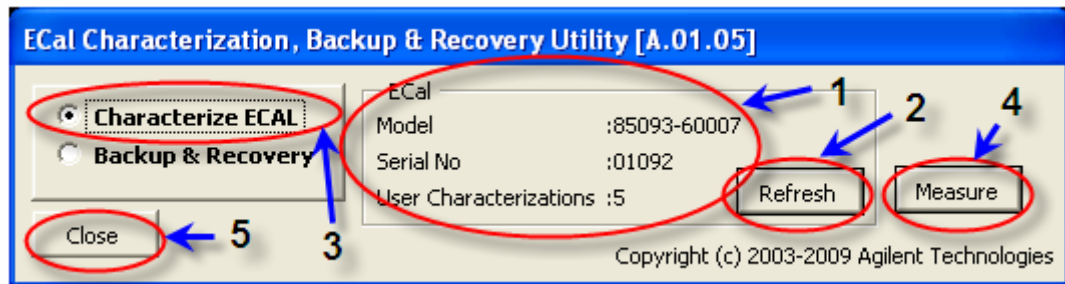 ECal Characterization, Backup & Recovery Utility [A.01.05]
Characterize ECAL
Backup & Recovery
ECal
Model :85093-60007
Serial No :01092
User Characterizations :5
1
2
4
Refresh
Measure
Close
5
3
Copyright (c) 2003-2009 Agilent Technologies